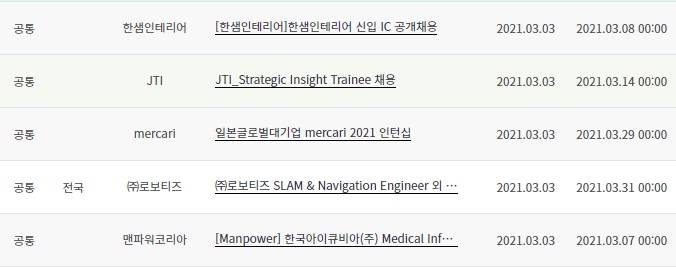 공통 한샘인테리어 [한샘인테리어]한샘인테리어 신입 IC 공개채용 2021.03.03 2021.03.08 00:00
공통 JTI JTI_Strategic Insight Trainee 채용 2021.03.03 2021.03.14 00:00
공통 mercari 일본글로벌대기업 mercari 2021 인턴십 2021.03.03 2021.03.29 00:00
공통 전국 ㈜로보티즈 ㈜로보티즈 SLAM & Navigation Engineer 외 … 2021.03.03 2021.03.31 00:00
공통 맨파워코리아 [Manpower] 한국아이큐비아(주) Medical Inf… 2021.03.03 2021.03.07 00:00